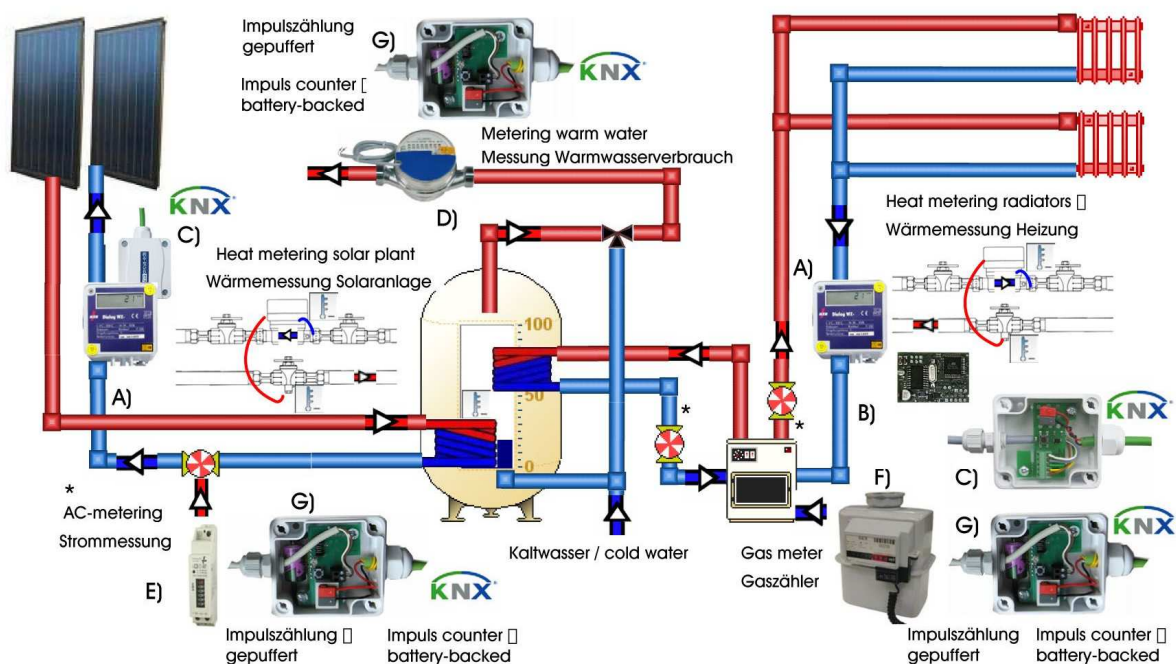 Impulszählung
gepuffert
G)
KNX
Impuls counter
battery-backed
Metering warm water
Messung Warmwasserverbrauch
D)
KNX
C)
Heat metering solar plant
Wärmemessung Solaranlage
A)
Heat metering radiators
Wärmemessung Heizung
A)
B)
100
50
0
*
*
*
AC-metering
Strommessung
E)
G)
KNX
Impulszählung
gepuffert
Impuls counter
battery-backed
Kaltwasser / cold water
Gas meter
Gaszähler
F)
KNX
C)
G)
KNX
Impulszählung
gepuffert
Impuls counter
battery-backed